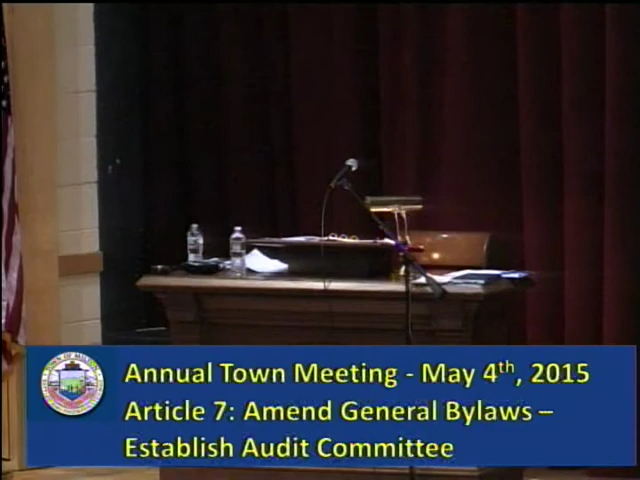 Annual Town Meeting - May 4th, 2015
Article 7: Amend General Bylaws –
Establish Audit Committee